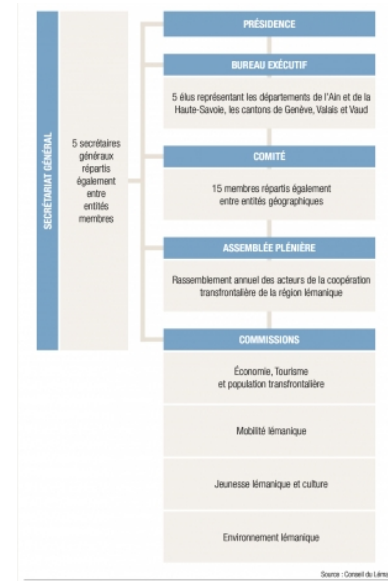 SECRÉTARIAT GÉNÉRAL
5 secrétaires
généraux
répartis
également
entre
entités
membres
PRÉSIDENCE
BUREAU EXÉCUTIF
5 élus représentant les départements de l'Ain et de la
Haute-Savoie, les cantons de Genève, Valais et Vaud
COMITÉ
15 membres répartis également
entre entités géographiques
ASSEMBLÉE PLÉNIÈRE
Rassemblement annuel des acteurs de la coopération
transfrontalière de la région lémanique
COMMISSIONS
Économie, Tourisme
et population transfrontalière
Mobilité lémanique
Jeunesse lémanique et culture
Environnement lémanique
Source : Conseil du